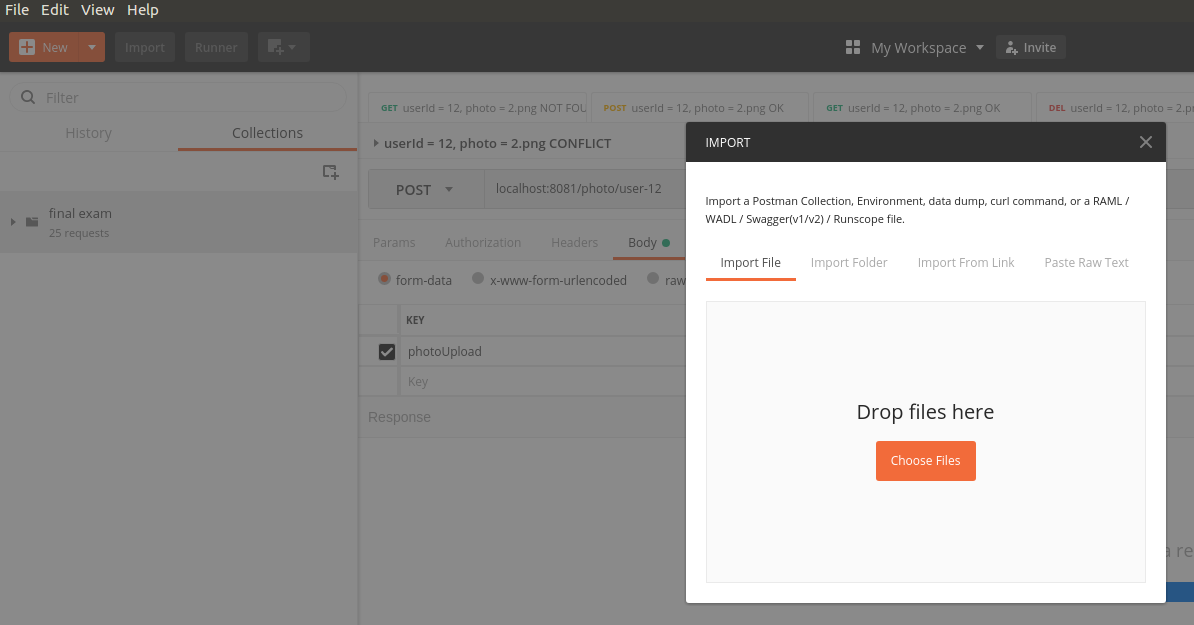 File Edit View Help
New Import Runner My Workspace Invite
Filter
History Collections
final exam
25 requests
GET userId = 12, photo = 2.png NOT FOU POST userId = 12, photo = 2.png OK GET userId = 12, photo = 2.png OK DEL userId = 12, photo = 2.p
userId = 12, photo = 2.png CONFLICT
POST localhost:8081/photo/user-12
Params Authorization Headers Body
form-data x-www-form-urlencoded raw
KEY
photoUpload
Key
Response
IMPORT
Import a Postman Collection, Environment, data dump, curl command, or a RAML /
WADL / Swagger(v1/v2) / Runscope file.
Import File Import Folder Import From Link Paste Raw Text
Drop files here
Choose Files
a re